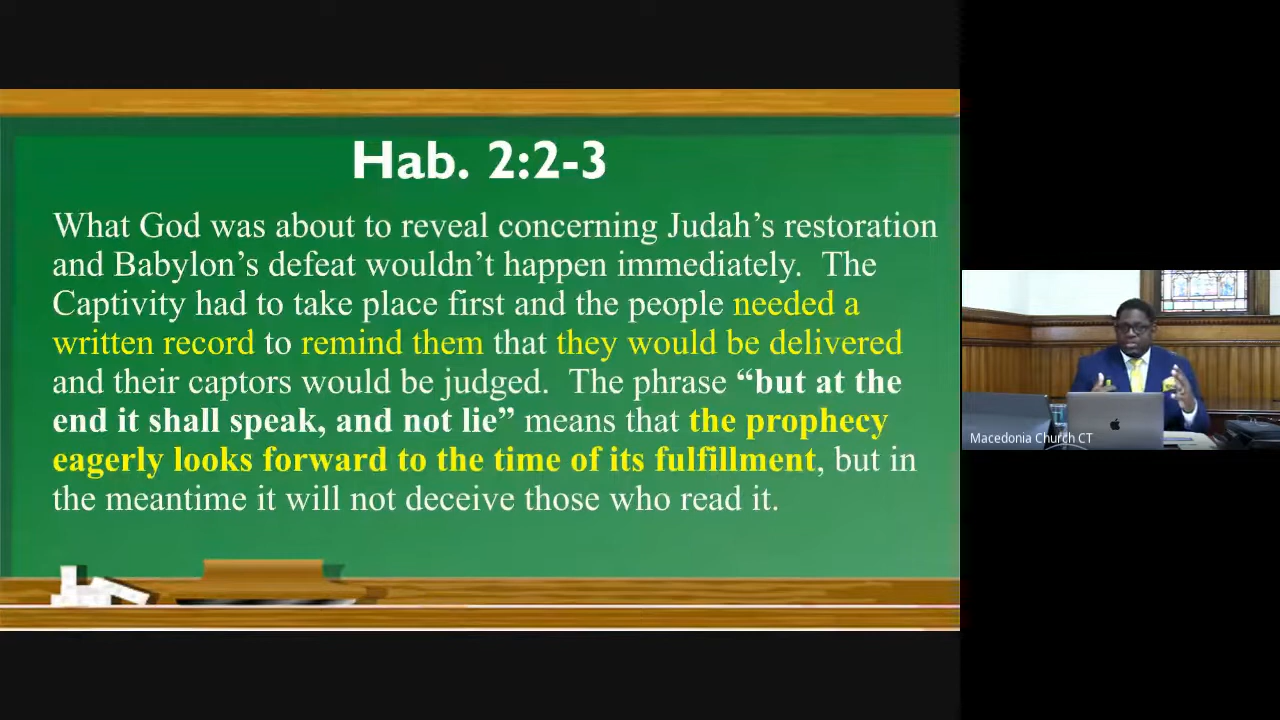 Hab. 2:2-3
What God was about to reveal concerning Judah’s restoration
and Babylon’s defeat wouldn’t happen immediately.  The
Captivity had to take place first and the people needed a
written record to remind them that they would be delivered
and their captors would be judged.  The phrase “but at the
end it shall speak, and not lie” means that the prophecy
eagerly looks forward to the time of its fulfillment, but in
the meantime it will not deceive those who read it.
Macedonia Church CT